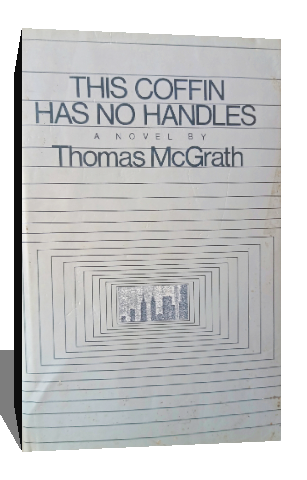 THIS COFFIN
HAS NO HANDLES
A NOVEL BY
Thomas McGrath